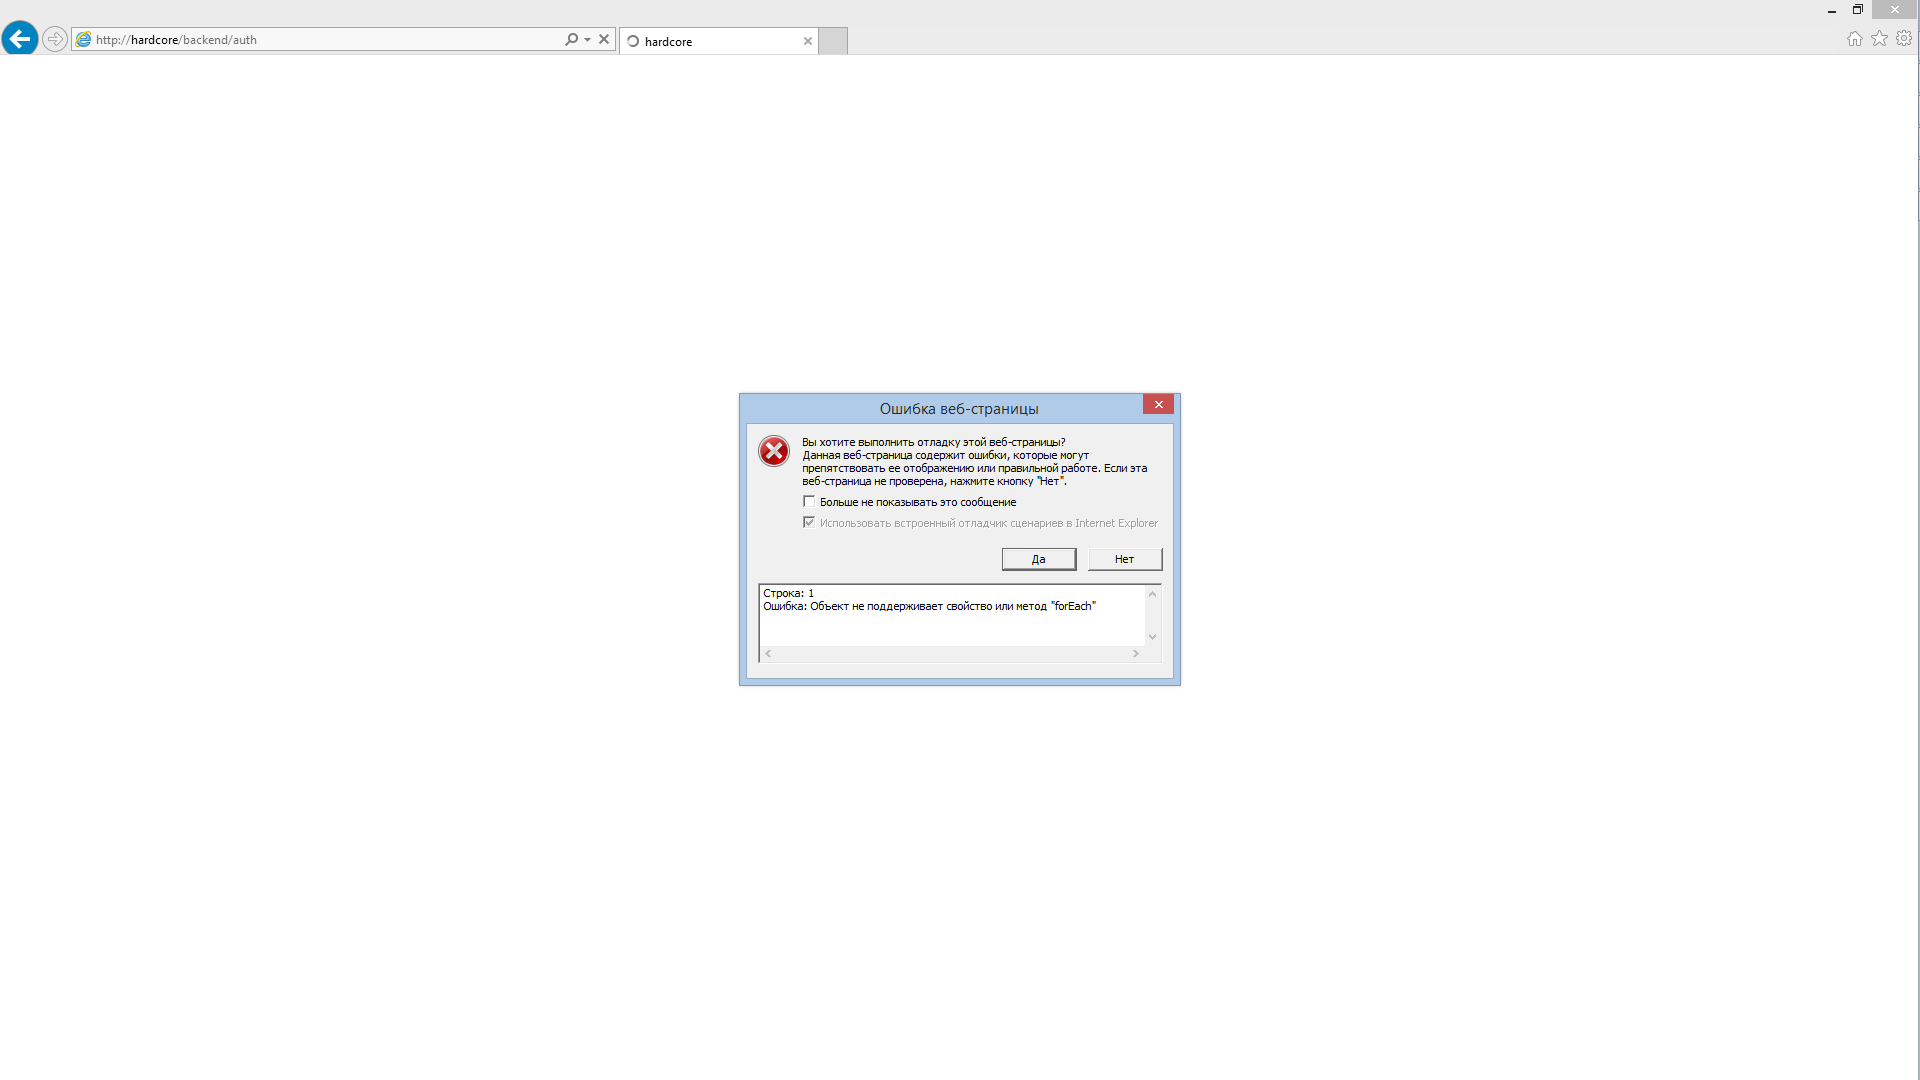 http://hardcore/backend/auth
hardcore
Ошибка веб-страницы
Вы хотите выполнить отладку этой веб-страницы?
Данная веб-страница содержит ошибки, которые могут
препятствовать ее отображению или правильной работе. Если эта
веб-страница не проверена, нажмите кнопку "Нет".
Больше не показывать это сообщение
Использовать встроенный отладчик сценариев в Internet Explorer
Да
Нет
Строка: 1
Ошибка: Объект не поддерживает свойство или метод "forEach"